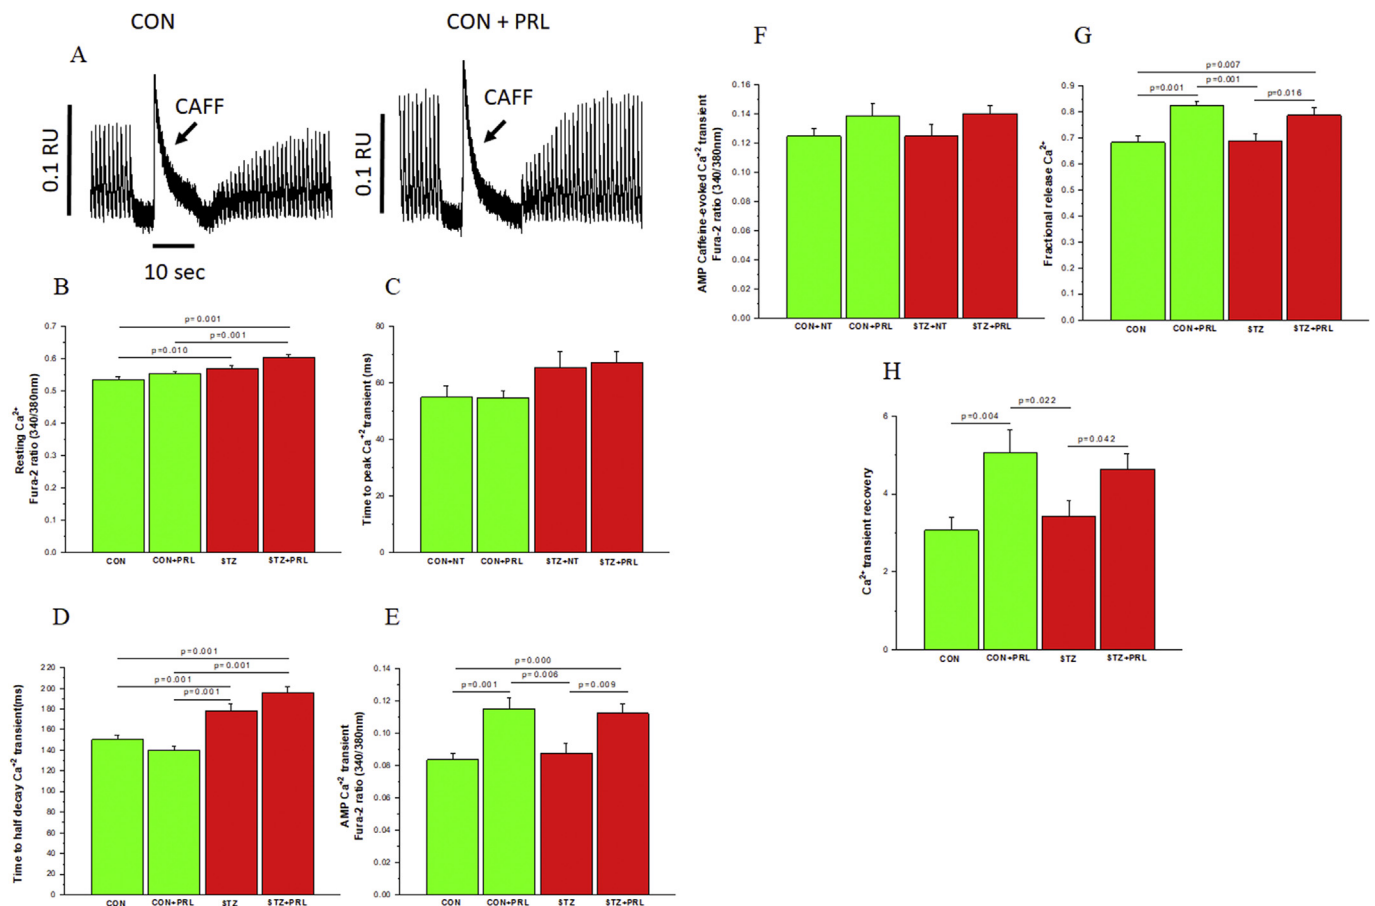 CON
CON + PRL
A
CAFF
0.1 RU
CAFF
0.1 RU
10 sec
B
p=0.001
p=0.001
p=0.010
0.7
0.6
0.5
0.4
0.3
0.2
0.1
0.0
Resting Ca²⁺
Fura-2 ratio (340/380nm)
CON
CON+PRL
STZ
STZ+PRL
C
80
60
40
20
0
Time to peak Ca⁺² transient (ms)
CON+NT
CON+PRL
STZ+NT
STZ+PRL
D
p=0.001
p=0.001
p=0.001
p=0.001
220
200
180
160
140
120
100
80
60
40
20
0
Time to half decay Ca⁺² transient(ms)
CON
CON+PRL
STZ
STZ+PRL
E
p=0.000
p=0.006
p=0.001
p=0.009
0.14
0.12
0.10
0.08
0.06
0.04
0.02
0.00
AMP Ca⁺² transient
Fura-2 ratio (340/380nm)
CON
CON+PRL
STZ
STZ+PRL
F
0.16
0.14
0.12
0.10
0.08
0.06
0.04
0.02
0.00
AMP Caffeine-evoked Ca⁺² transient
Fura-2 ratio (340/380nm)
CON+NT
CON+PRL
STZ+NT
STZ+PRL
G
p=0.007
p=0.001
p=0.001
p=0.016
0.9
0.8
0.7
0.6
0.5
0.4
0.3
0.2
0.1
0.0
Fractional release Ca²⁺
CON
CON+PRL
STZ
STZ+PRL
H
p=0.022
p=0.004
p=0.042
6
4
2
0
Ca²⁺ transient recovery
CON
CON+PRL
STZ
STZ+PRL